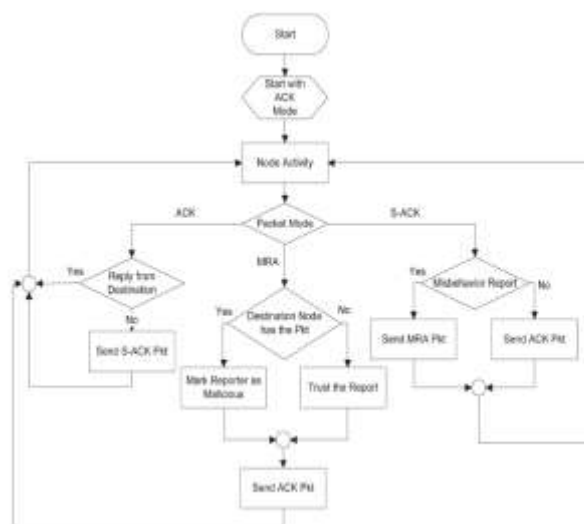 Start
Start with
ACK
Mode
Node Activity
Packet Mode
ACK
S-ACK
MRA
Yes
Reply from
Destination
No
Send S-ACK Pkt
Yes
Destination Node
has the Pkt
No
Mark Reporter as
Malicious
Trust the Report
Yes
Misbehavior Report
No
Send MRA Pkt
Send ACK Pkt
Send ACK Pkt